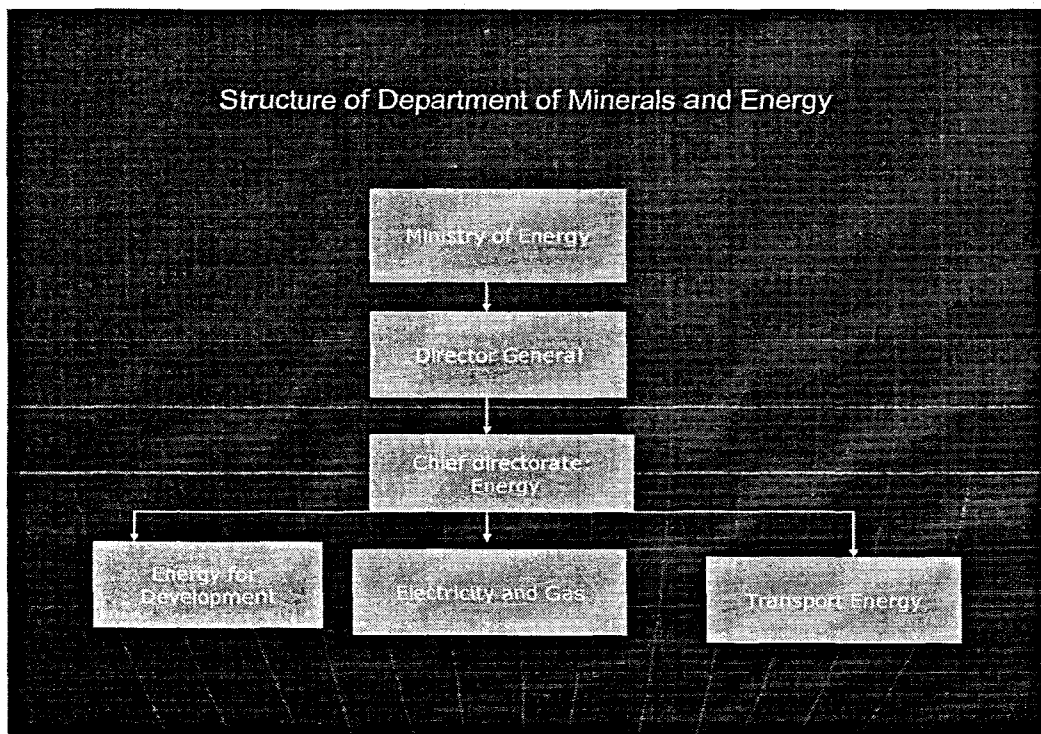 Structure of Department of Minerals and Energy
Ministry of Energy
Director General
Chief directorate:
Energy
Energy for
Development
Electricity and Gas
Transport Energy